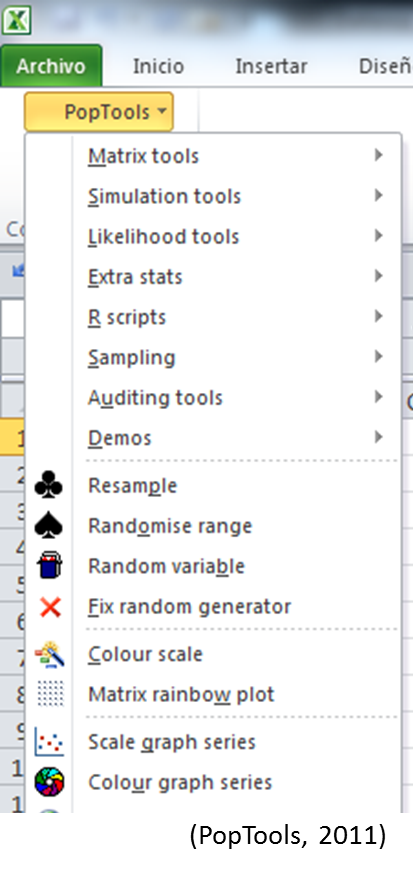 Archivo Inicio Insertar Diseñ
PopTools
Matrix tools
Simulation tools
Likelihood tools
Extra stats
R scripts
Sampling
Auditing tools
Demos
Resample
Randomise range
Random variable
Fix random generator
Colour scale
Matrix rainbow plot
Scale graph series
Colour graph series
(PopTools, 2011)